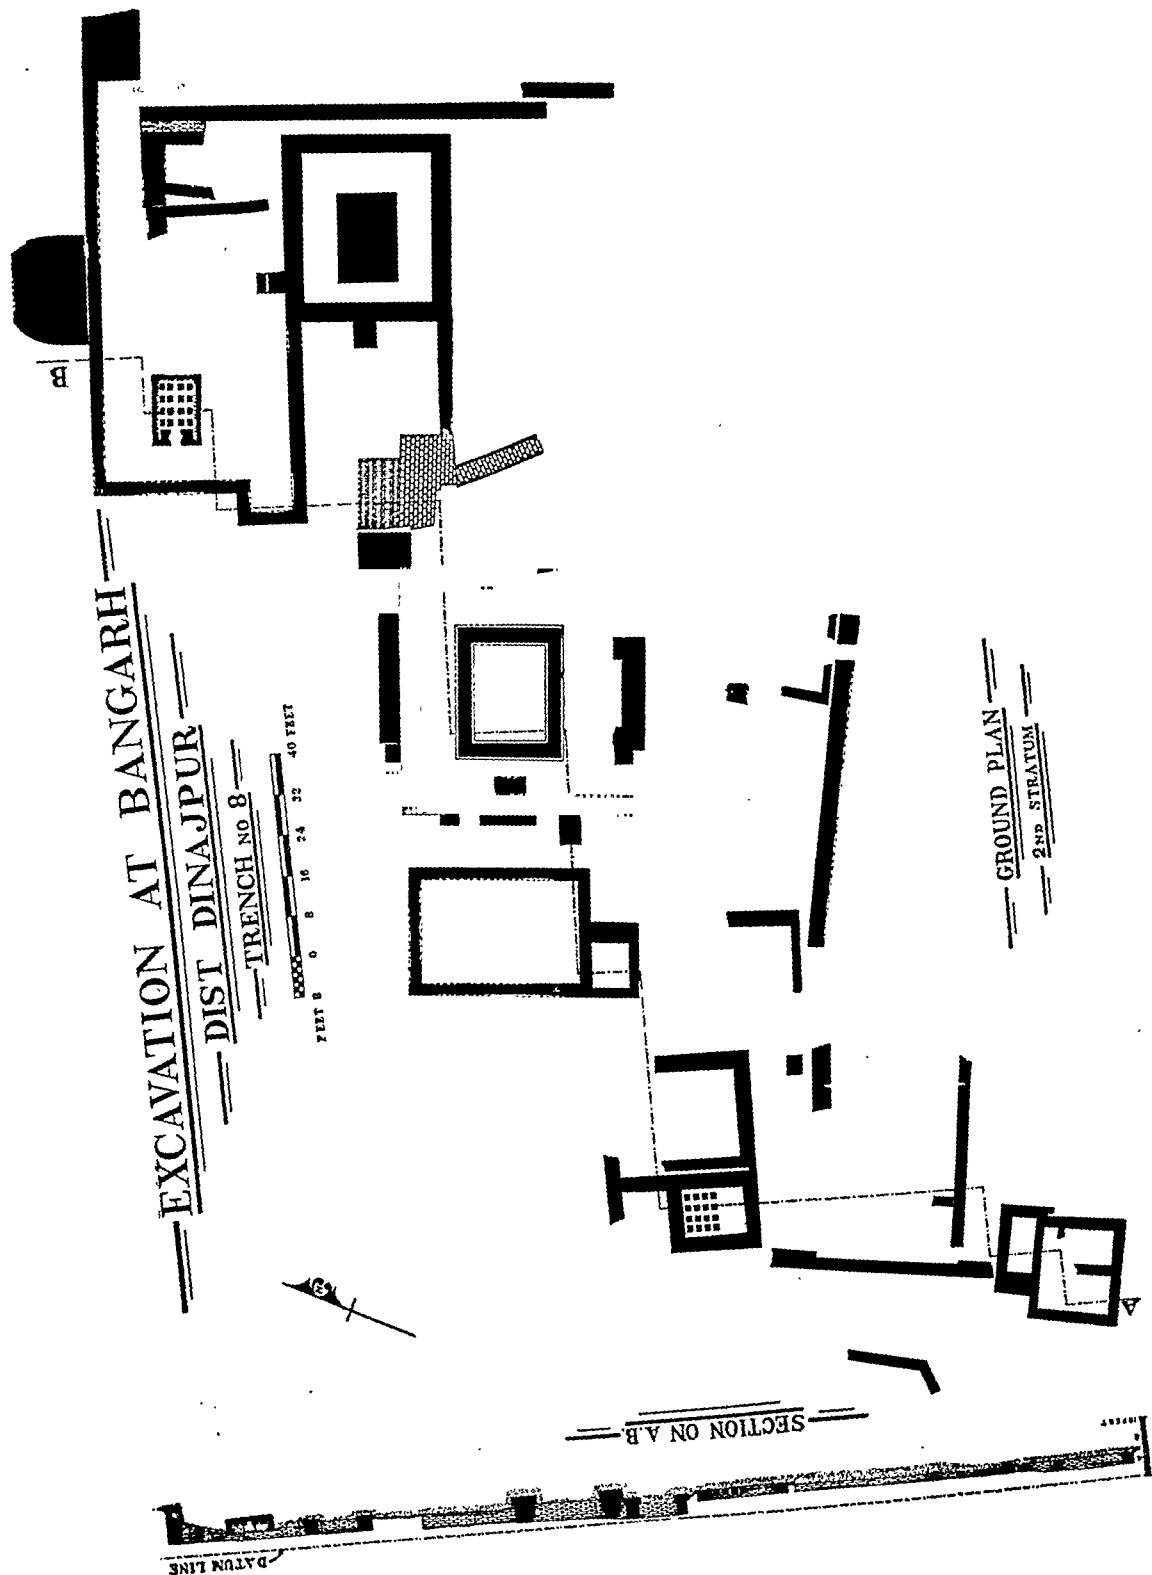 EXCAVATION AT BANGARH
DIST DINAJPUR
TRENCH NO 8
FEET 8 0 8 16 24 32 40 FEET
GROUND PLAN
2ND STRATUM
B
A
SECTION ON A.B.
DATUM LINE